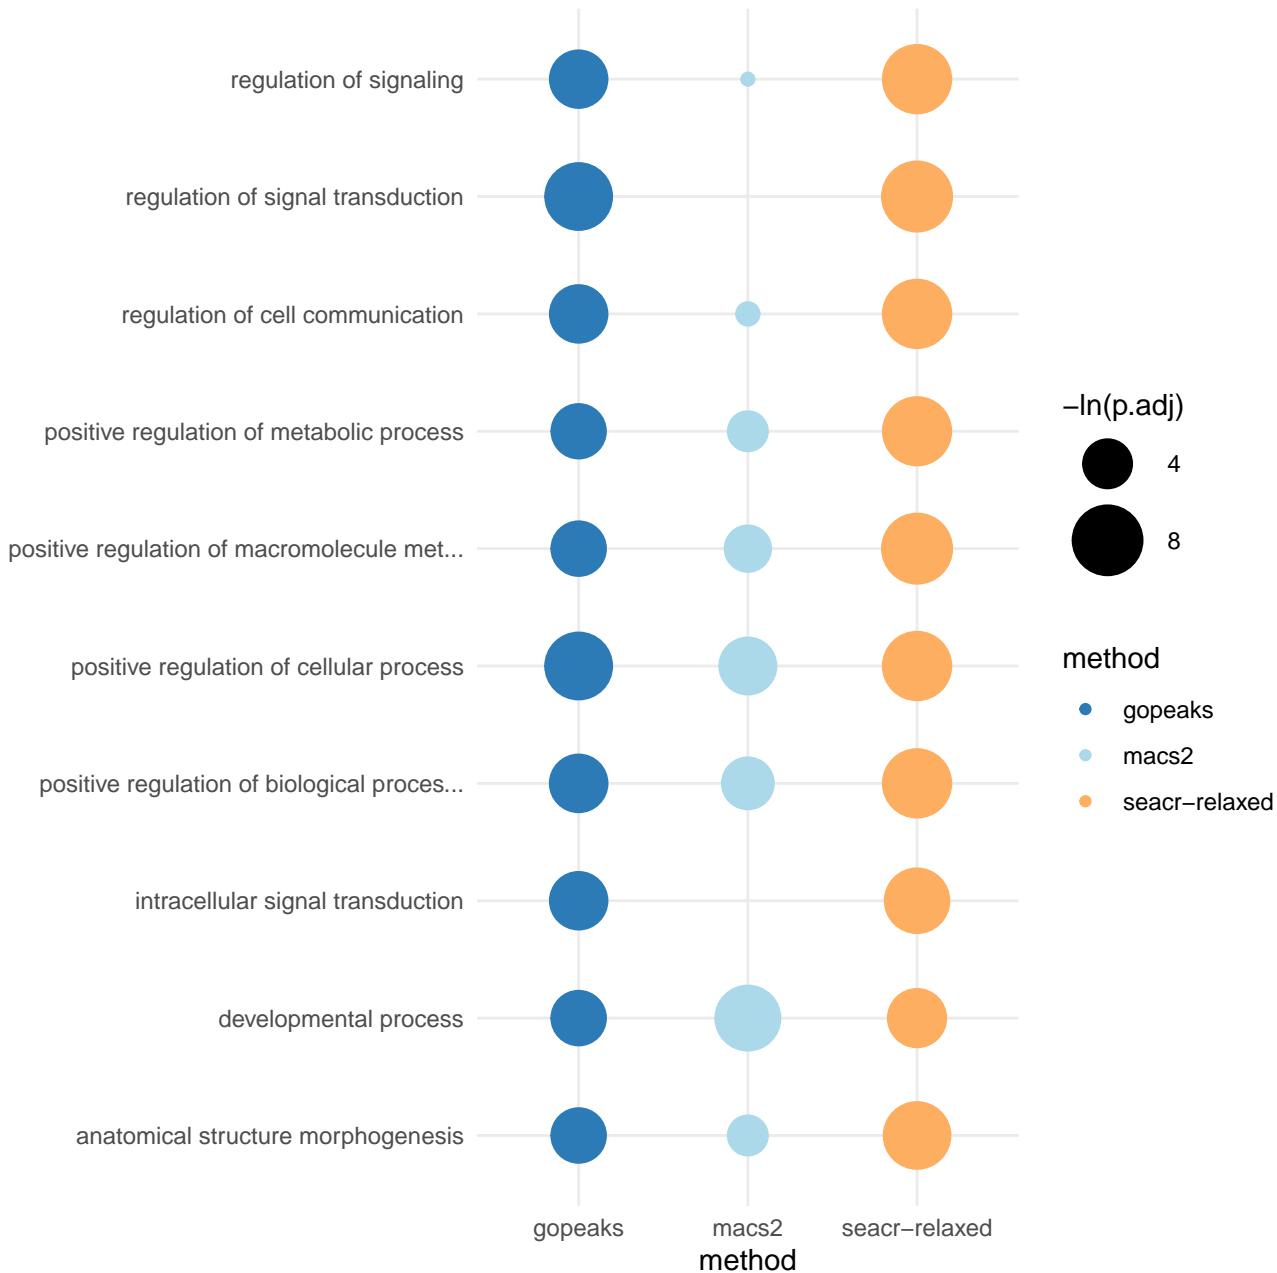 regulation of signaling
regulation of signal transduction
regulation of cell communication
positive regulation of metabolic process
positive regulation of macromolecule met...
positive regulation of cellular process
positive regulation of biological proces...
intracellular signal transduction
developmental process
anatomical structure morphogenesis
gopeaks
macs2
seacr−relaxed
method
−ln(p.adj)
4
8
method
gopeaks
macs2
seacr−relaxed